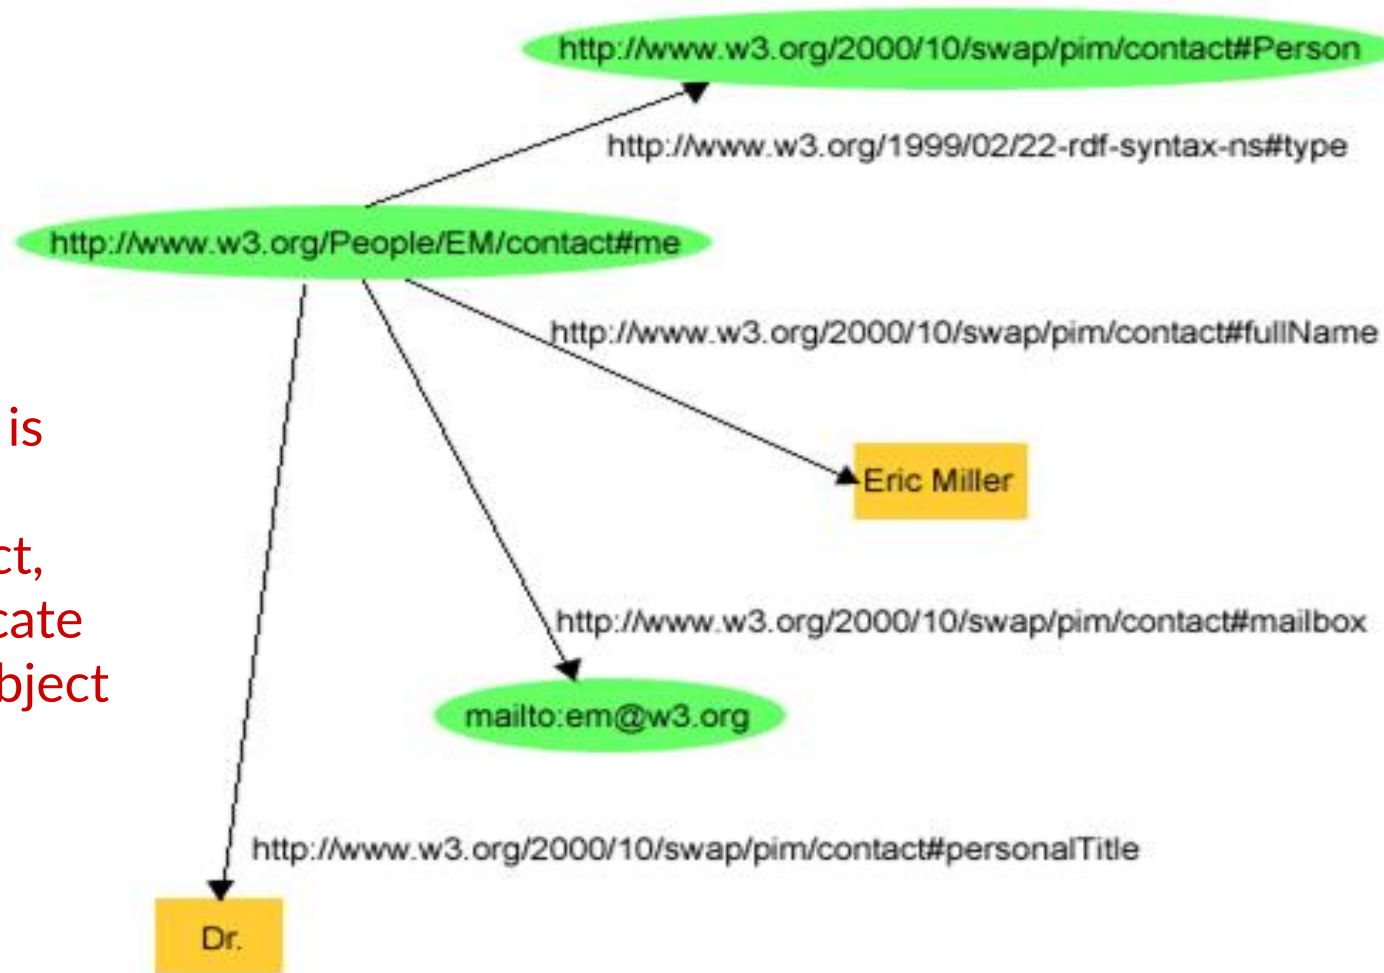 http://www.w3.org/2000/10/swap/pim/contact#Person
http://www.w3.org/1999/02/22-rdf-syntax-ns#type
http://www.w3.org/People/EM/contact#me
http://www.w3.org/2000/10/swap/pim/contact#fullName
is
Eric Miller
ct,
cate
http://www.w3.org/2000/10/swap/pim/contact#mailbox
bject
mailto:em@w3.org
http://www.w3.org/2000/10/swap/pim/contact#personalTitle
Dr.